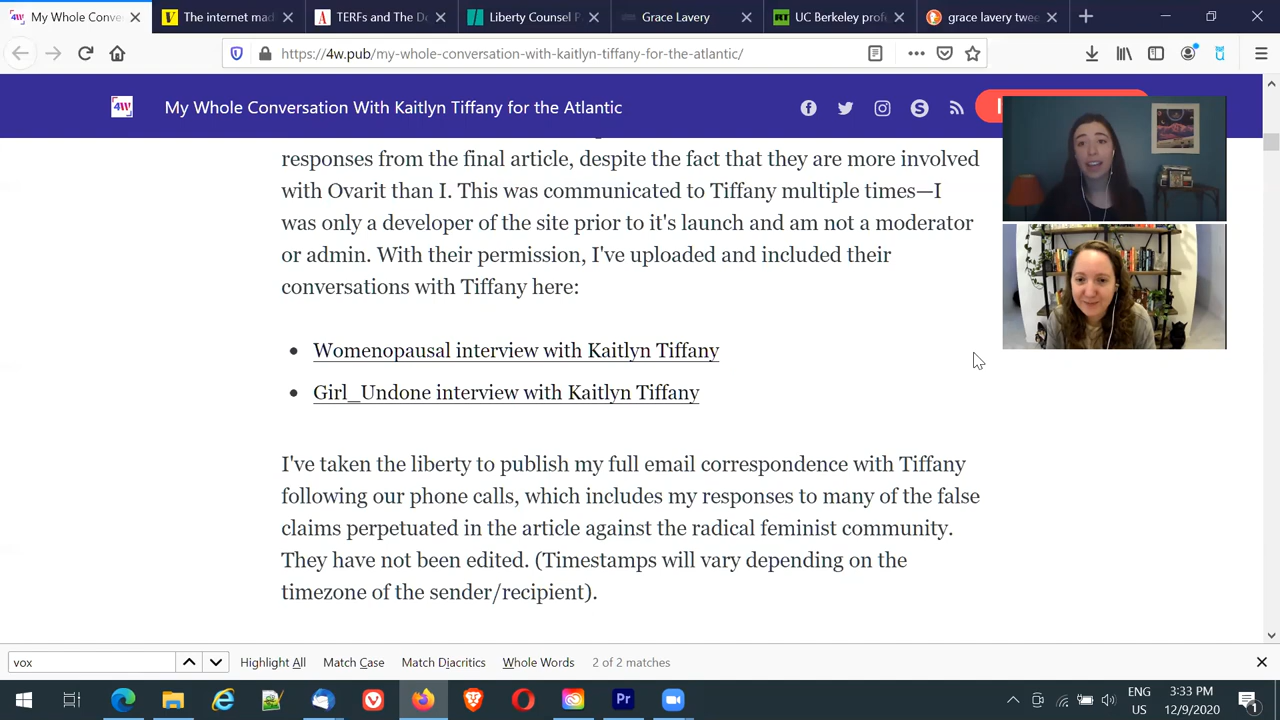 My Whole Conve
The internet mad
TERFs and The De
Liberty Counsel P
Grace Lavery
UC Berkeley prof
grace lavery twee
https://4w.pub/my-whole-conversation-with-kaitlyn-tiffany-for-the-atlantic/
4W
My Whole Conversation With Kaitlyn Tiffany for the Atlantic
responses from the final article, despite the fact that they are more involved
with Ovarit than I. This was communicated to Tiffany multiple times—I
was only a developer of the site prior to it's launch and am not a moderator
or admin. With their permission, I've uploaded and included their
conversations with Tiffany here:
Womenopausal interview with Kaitlyn Tiffany
Girl_Undone interview with Kaitlyn Tiffany
I've taken the liberty to publish my full email correspondence with Tiffany
following our phone calls, which includes my responses to many of the false
claims perpetuated in the article against the radical feminist community.
They have not been edited. (Timestamps will vary depending on the
timezone of the sender/recipient).
vox
Highlight All
Match Case
Match Diacritics
Whole Words
2 of 2 matches
Pr
ENG
US
3:33 PM
12/9/2020
1